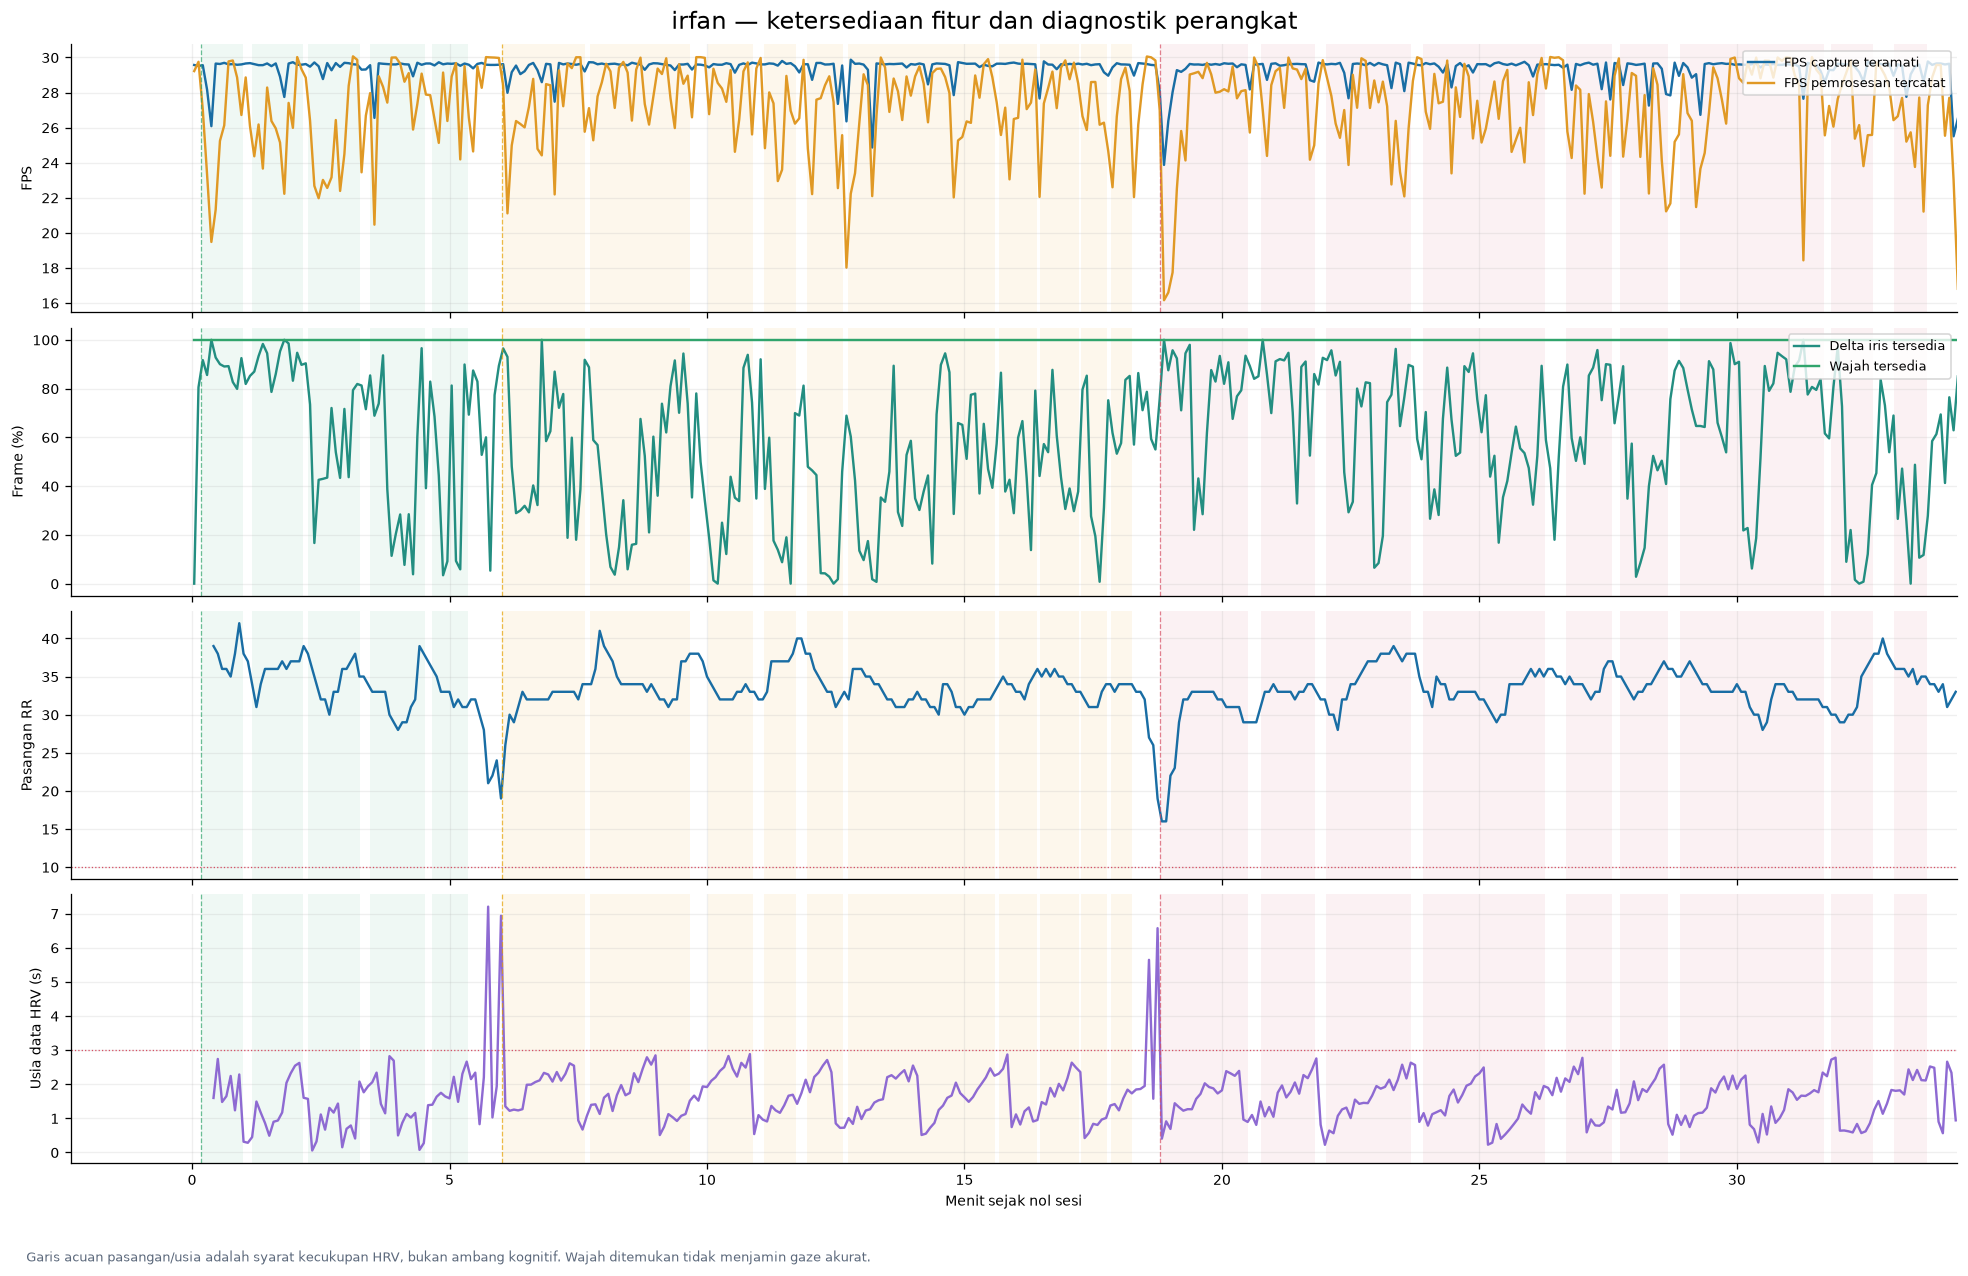 irfan — ketersediaan fitur dan diagnostik perangkat
FPS
30
28
26
24
22
20
18
16
FPS capture teramati
FPS pemrosesan tercatat
Frame (%)
100
80
60
40
20
0
Delta iris tersedia
Wajah tersedia
Pasangan RR
40
35
30
25
20
15
10
Usia data HRV (s)
7
6
5
4
3
2
1
0
0 5 10 15 20 25 30
Menit sejak nol sesi
Garis acuan pasangan/usia adalah syarat kecukupan HRV, bukan ambang kognitif. Wajah ditemukan tidak menjamin gaze akurat.